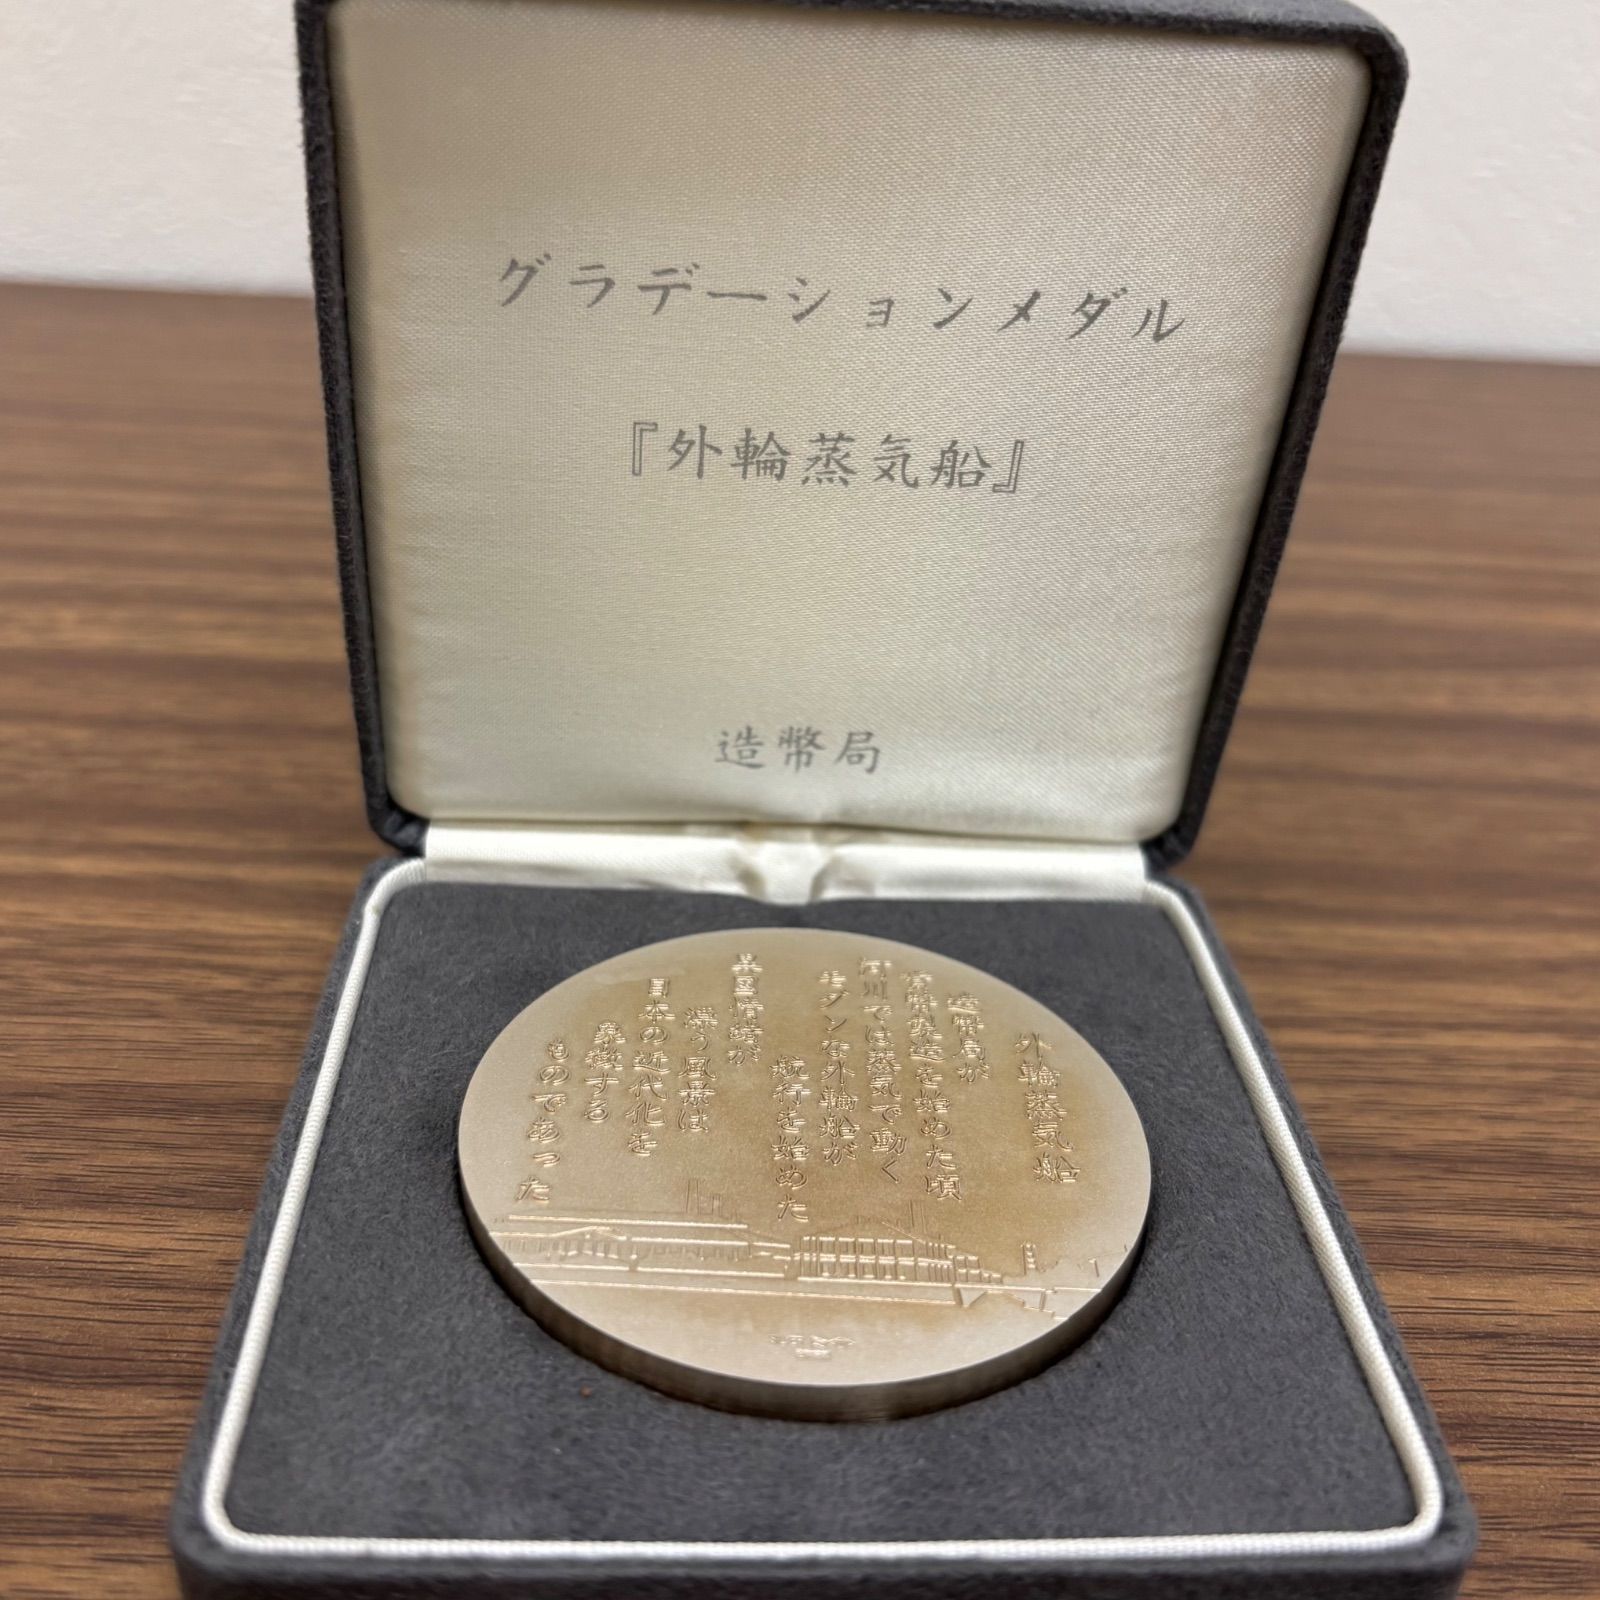 グラデーションメダル
『外輪蒸気船』
造幣局
外輪蒸気船
造幣局が
貨幣製造を始めた頃
河川では蒸気で動く
モダンな外輪船が
航行を始めた
異国情緒が
漂う風景は
日本の近代化を
象徴する
ものであった